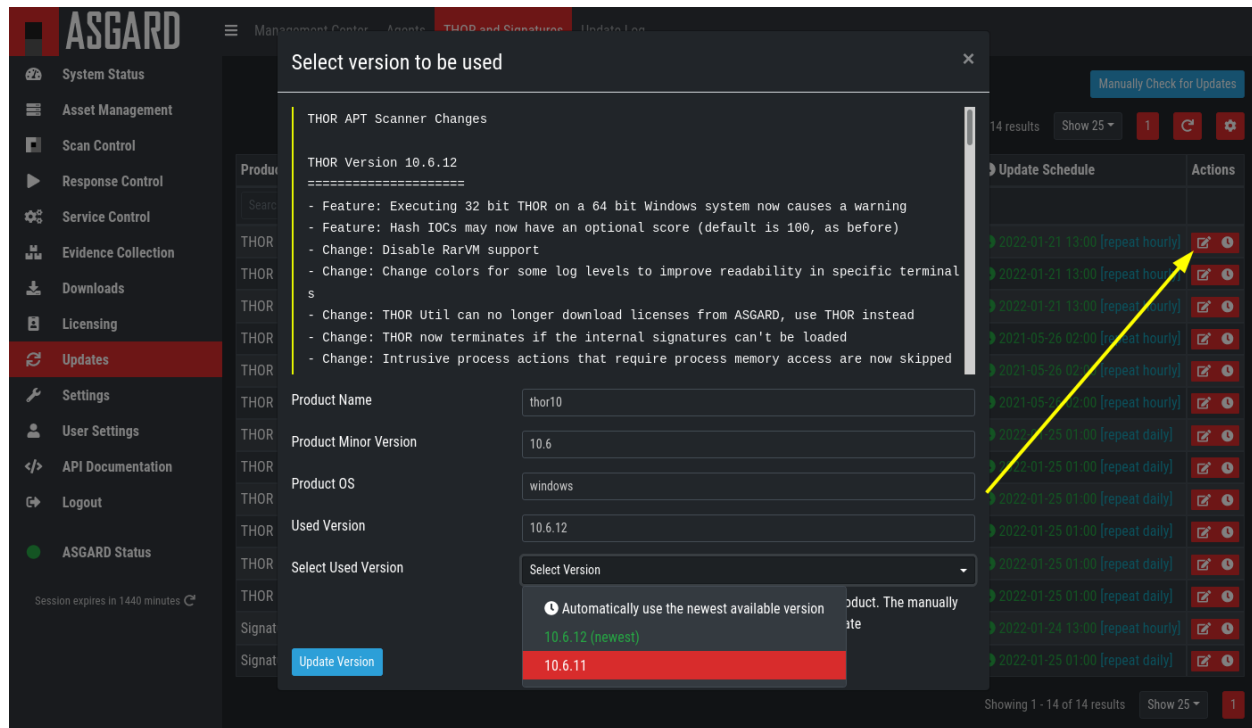 ASGARD
Management Center Agents THOR and Signatures Update Log
System Status
Asset Management
Scan Control
Response Control
Service Control
Evidence Collection
Downloads
Licensing
Updates
Settings
User Settings
API Documentation
Logout
ASGARD Status
Session expires in 1440 minutes
Select version to be used
×
THOR APT Scanner Changes
THOR Version 10.6.12
=====================
- Feature: Executing 32 bit THOR on a 64 bit Windows system now causes a warning
- Feature: Hash IOCs may now have an optional score (default is 100, as before)
- Change: Disable RarVM support
- Change: Change colors for some log levels to improve readability in specific terminal
s
- Change: THOR Util can no longer download licenses from ASGARD, use THOR instead
- Change: THOR now terminates if the internal signatures can't be loaded
- Change: Intrusive process actions that require process memory access are now skipped
Product Name thor10
Product Minor Version 10.6
Product OS windows
Used Version 10.6.12
Select Used Version Select Version
Automatically use the newest available version
10.6.12 (newest)
10.6.11
oduct. The manually
ate
Update Version
Manually Check for Updates
14 results Show 25 1
Produc Update Schedule Actions
Searc
THOR 2022-01-21 13:00 [repeat hourly]
THOR 2022-01-21 13:00 [repeat hourly]
THOR 2022-01-21 13:00 [repeat hourly]
THOR 2021-05-26 02:00 [repeat hourly]
THOR 2021-05-26 02:00 [repeat hourly]
THOR 2021-05-26 02:00 [repeat hourly]
THOR 2022-01-25 01:00 [repeat daily]
THOR 2022-01-25 01:00 [repeat daily]
THOR 2022-01-25 01:00 [repeat daily]
THOR 2022-01-25 01:00 [repeat daily]
THOR 2022-01-25 01:00 [repeat daily]
THOR 2022-01-25 01:00 [repeat daily]
Signat 2022-01-24 13:00 [repeat hourly]
Signat 2022-01-25 01:00 [repeat daily]
Showing 1 - 14 of 14 results Show 25 1